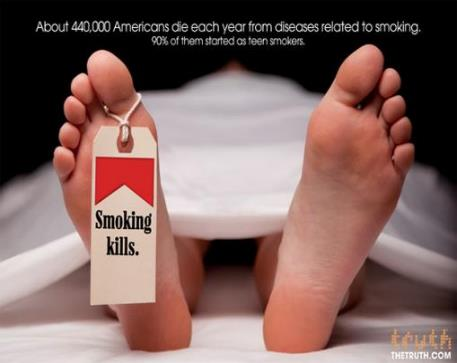 About 440,000 Americans die each year from diseases related to smoking.
90% of them started as teen smokers.
Smoking
kills.
truth
THETRUTH.COM